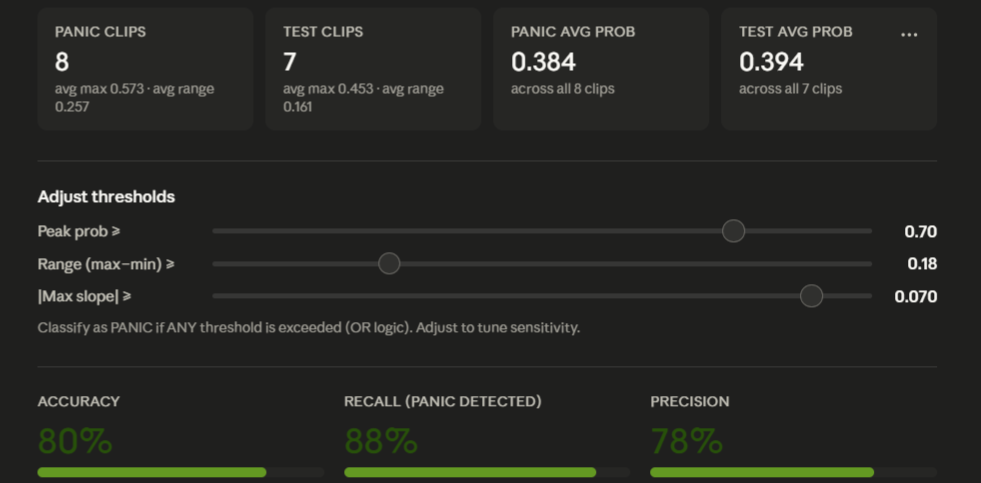 PANIC CLIPS
8
avg max 0.573 · avg range
0.257
TEST CLIPS
7
avg max 0.453 · avg range
0.161
PANIC AVG PROB
0.384
across all 8 clips
TEST AVG PROB
...
0.394
across all 7 clips
Adjust thresholds
Peak prob ≥ 0.70
Range (max−min) ≥ 0.18
|Max slope| ≥ 0.070
Classify as PANIC if ANY threshold is exceeded (OR logic). Adjust to tune sensitivity.
ACCURACY
80%
RECALL (PANIC DETECTED)
88%
PRECISION
78%